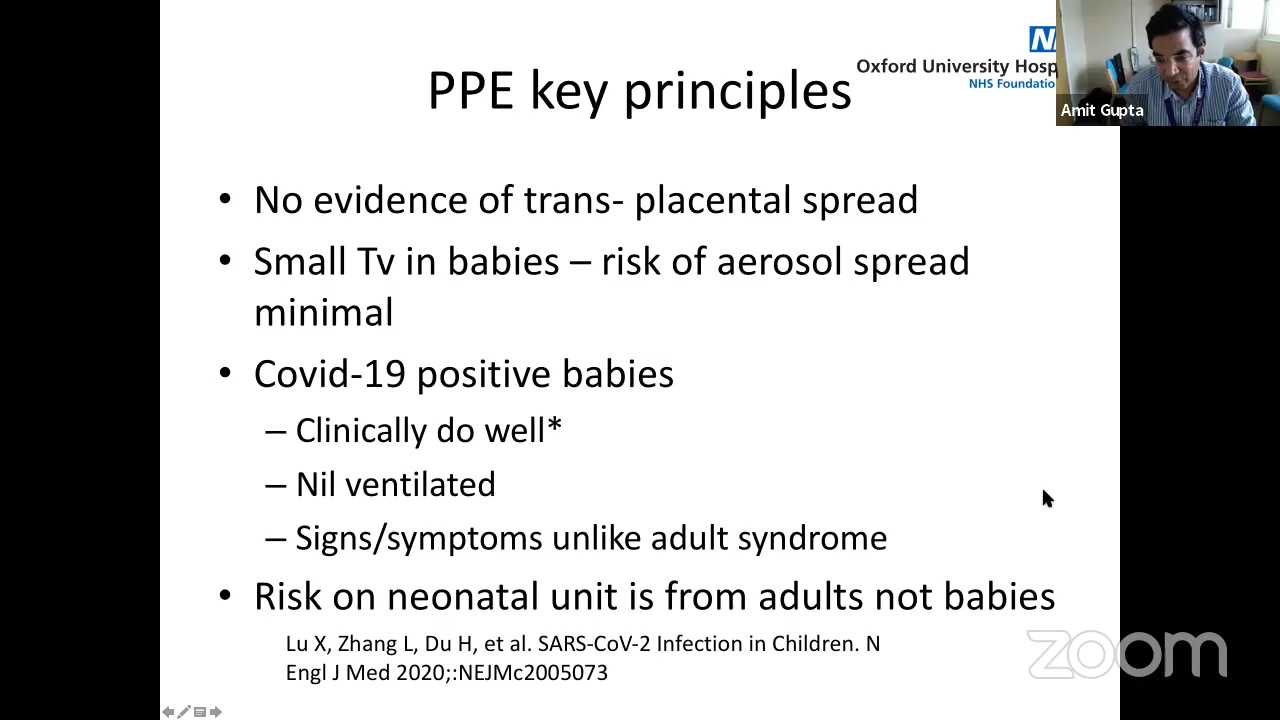 PPE key principles
Oxford University Hosp
NHS Foundatio
Amit Gupta
• No evidence of trans- placental spread
• Small Tv in babies – risk of aerosol spread
minimal
• Covid-19 positive babies
– Clinically do well*
– Nil ventilated
– Signs/symptoms unlike adult syndrome
• Risk on neonatal unit is from adults not babies
Lu X, Zhang L, Du H, et al. SARS-CoV-2 Infection in Children. N
Engl J Med 2020;:NEJMc2005073
zoom